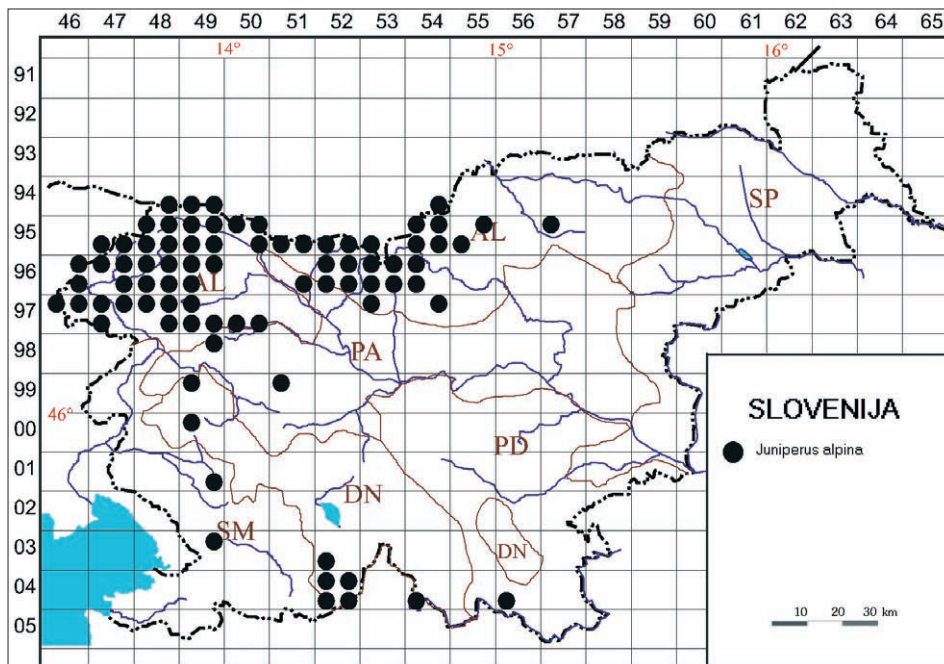 46 47 48 49 50 51 52 53 54 55 56 57 58 59 60 61 62 63 64 65
14° 15° 16°
91
92
93
94
SP
95
AL
96
AL
97
PA
98
99
46°
SLOVENIJA
00
Juniperus alpina
PD
01
DN
02
SM
DN
03
04
10 20 30 km
05